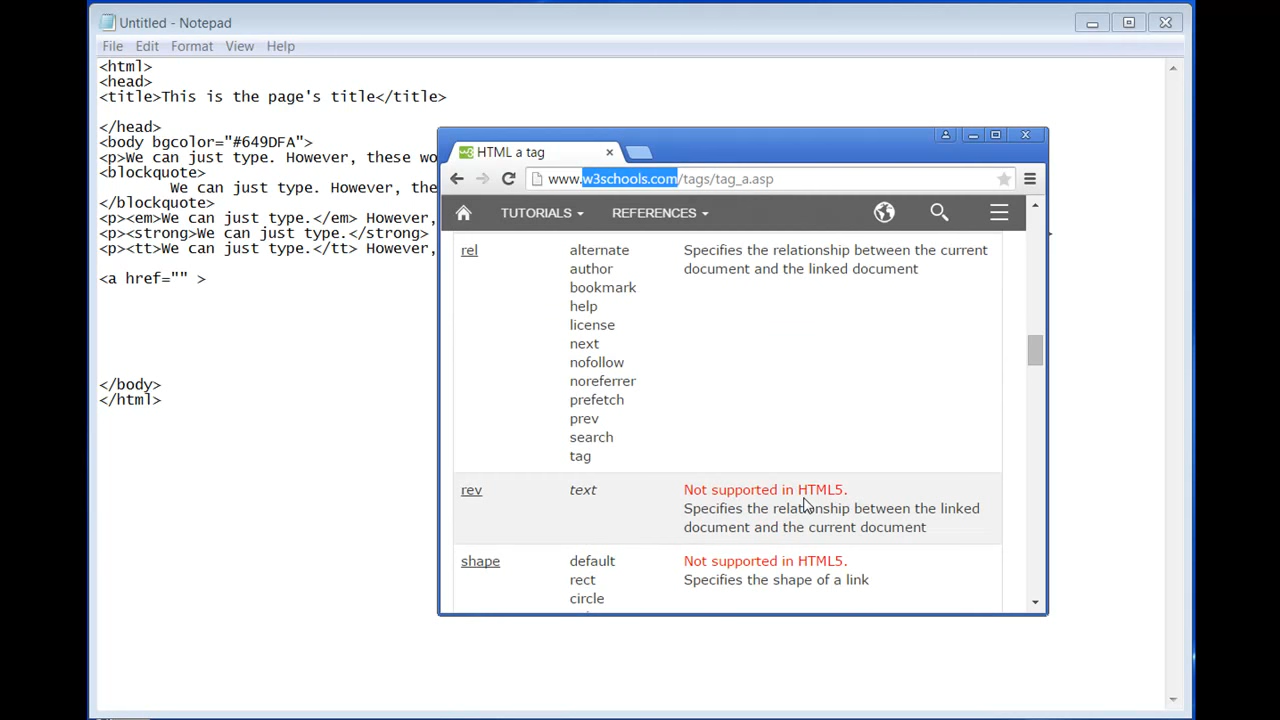 Untitled - Notepad
File Edit Format View Help
<html>
<head>
<title>This is the page's title</title>
</head>
<body bgcolor="#649DFA">
<p>We can just type. However, these wo
<blockquote>
We can just type. However, the
</blockquote>
<p><em>We can just type.</em> However,
<p><strong>We can just type.</strong>
<p><tt>We can just type.</tt> However,
<a href="" >
</body>
</html>
HTML a tag
www.w3schools.com/tags/tag_a.asp
TUTORIALS REFERENCES
rel alternate Specifies the relationship between the current
author document and the linked document
bookmark
help
license
next
nofollow
noreferrer
prefetch
prev
search
tag
rev text Not supported in HTML5.
Specifies the relationship between the linked
document and the current document
shape default Not supported in HTML5.
rect Specifies the shape of a link
circle